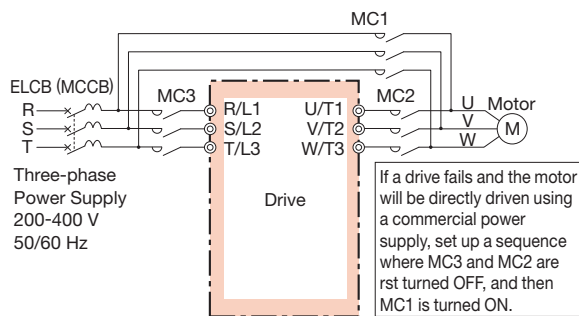 MC1
ELCB (MCCB)
MC3
MC2
R
S
T
R/L1
S/L2
T/L3
U/T1
V/T2
W/T3
U
V
W
Motor
M
Three-phase
Power Supply
200-400 V
50/60 Hz
Drive
If a drive fails and the motor
will be directly driven using
a commercial power
supply, set up a sequence
where MC3 and MC2 are
rst turned OFF, and then
MC1 is turned ON.